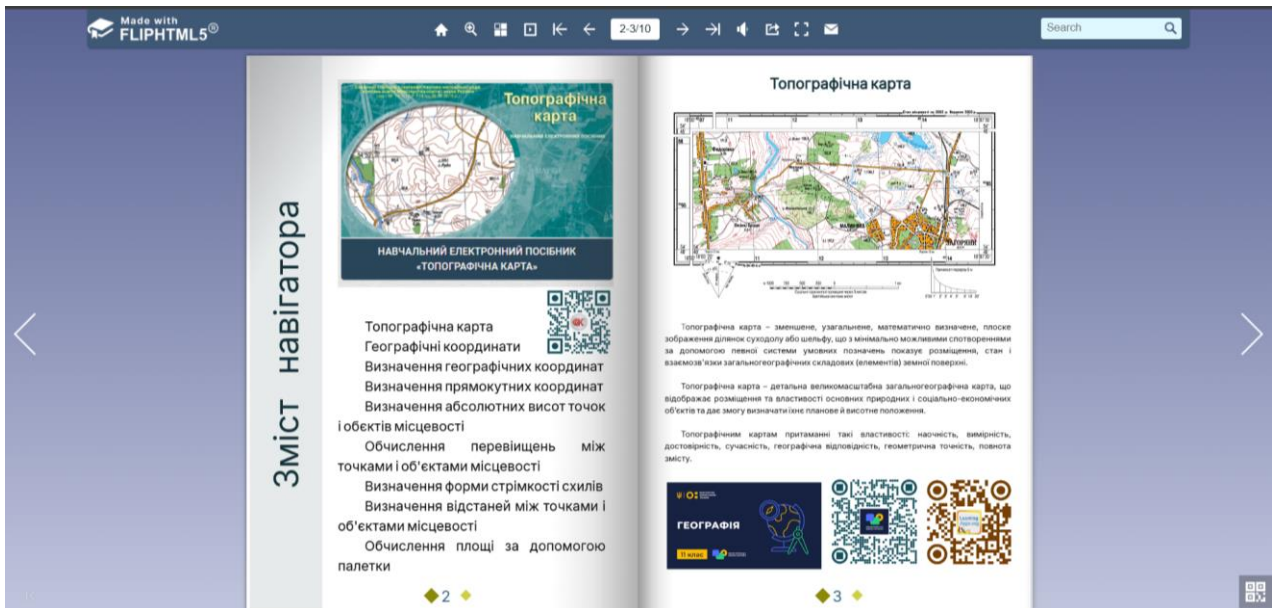 Made with
FLIPHTML5®
2-3/10
Search
Зміст навігатора
Топографічна
карта
НАВЧАЛЬНИЙ ЕЛЕКТРОННИЙ ПОСІБНИК
НАВЧАЛЬНИЙ ЕЛЕКТРОННИЙ ПОСІБНИК
«ТОПОГРАФІЧНА КАРТА»
Топографічна карта
Географічні координати
Визначення географічних координат
Визначення прямокутних координат
Визначення абсолютних висот точок
і обєктів місцевості
Обчислення перевіищень між
точками і об'єктами місцевості
Визначення форми стрімкості схилів
Визначення відстаней між точками і
об'єктами місцевості
Обчислення площі за допомогою
палетки
2
Топографічна карта
Топографічна карта – зменшене, узагальнене, математично визначене, плоске
зображення ділянок суходолу або шельфу, що з мінімально можливими спотвореннями
за допомогою певної системи умовних позначень показує розміщення, стан і
взаємозв'язки загальногеографічних складових (елементів) земної поверхні.
Топографічна карта – детальна великомасштабна загальногеографічна карта, що
відображає розміщення та властивості основних природних і соціально-економічних
об'єктів та дає змогу визначати їхнє планове й висотне положення.
Топографічним картам притаманні такі властивості: наочність, вимірність,
достовірність, сучасність, географічна відповідність, геометрична точність, повнота
змісту.
ГЕОГРАФІЯ
11 клас
3